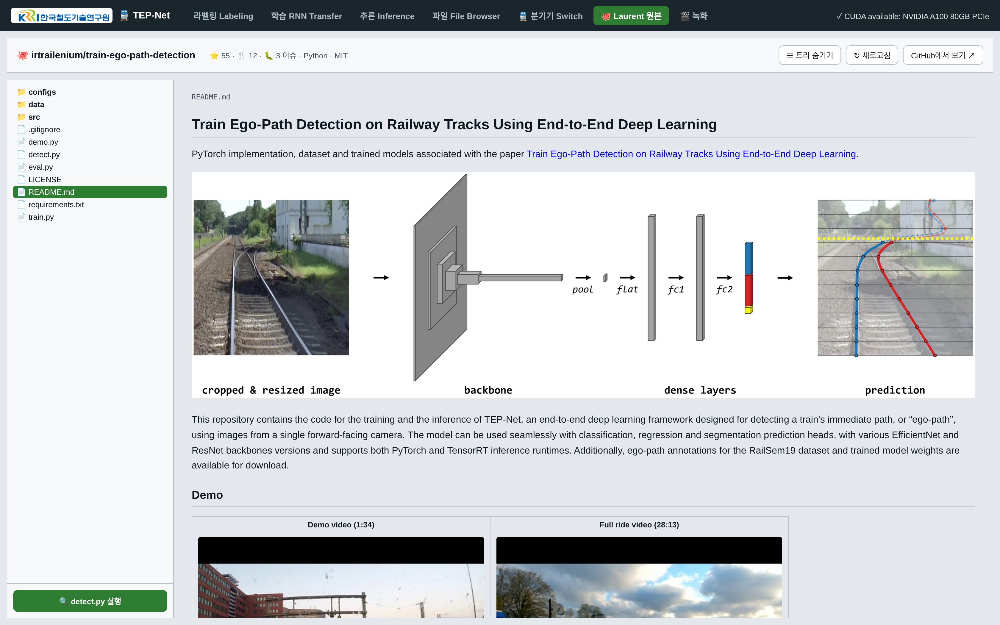 KRRI 한국철도기술연구원 🚆 TEP-Net 라벨링 Labeling 학습 RNN Transfer 추론 Inference 파일 File Browser 🚆 분기기 Switch 🐙 Laurent 원본 🎬 녹화 ✓ CUDA available: NVIDIA A100 80GB PCIe
🐙 irtrailenium/train-ego-path-detection ⭐ 55 · 🍴 12 · 🐛 3 이슈 · Python · MIT ☰ 트리 숨기기 ↻ 새로고침 GitHub에서 보기 ↗
📁 configs
📁 data
📁 src
📄 .gitignore
📄 demo.py
📄 detect.py
📄 eval.py
📄 LICENSE
📄 README.md
📄 requirements.txt
📄 train.py
🔍 detect.py 실행
README.md
Train Ego-Path Detection on Railway Tracks Using End-to-End Deep Learning
PyTorch implementation, dataset and trained models associated with the paper Train Ego-Path Detection on Railway Tracks Using End-to-End Deep Learning.
pool flat fc1 fc2
cropped & resized image backbone dense layers prediction
This repository contains the code for the training and the inference of TEP-Net, an end-to-end deep learning framework designed for detecting a train's immediate path, or “ego-path”,
using images from a single forward-facing camera. The model can be used seamlessly with classification, regression and segmentation prediction heads, with various EfficientNet and
ResNet backbones versions and supports both PyTorch and TensorRT inference runtimes. Additionally, ego-path annotations for the RailSem19 dataset and trained model weights are
available for download.
Demo
Demo video (1:34) Full ride video (28:13)